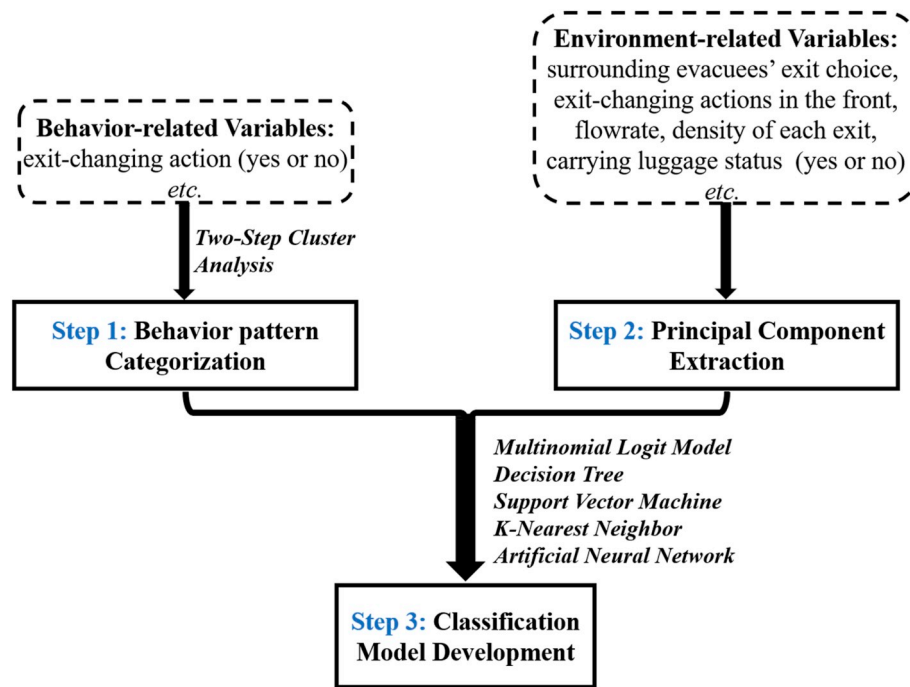 Behavior-related Variables:
exit-changing action (yes or no)
etc.
Environment-related Variables:
surrounding evacuees’ exit choice,
exit-changing actions in the front,
flowrate, density of each exit,
carrying luggage status (yes or no)
etc.
Two-Step Cluster
Analysis
Step 1: Behavior pattern
Categorization
Step 2: Principal Component
Extraction
Multinomial Logit Model
Decision Tree
Support Vector Machine
K-Nearest Neighbor
Artificial Neural Network
Step 3: Classification
Model Development